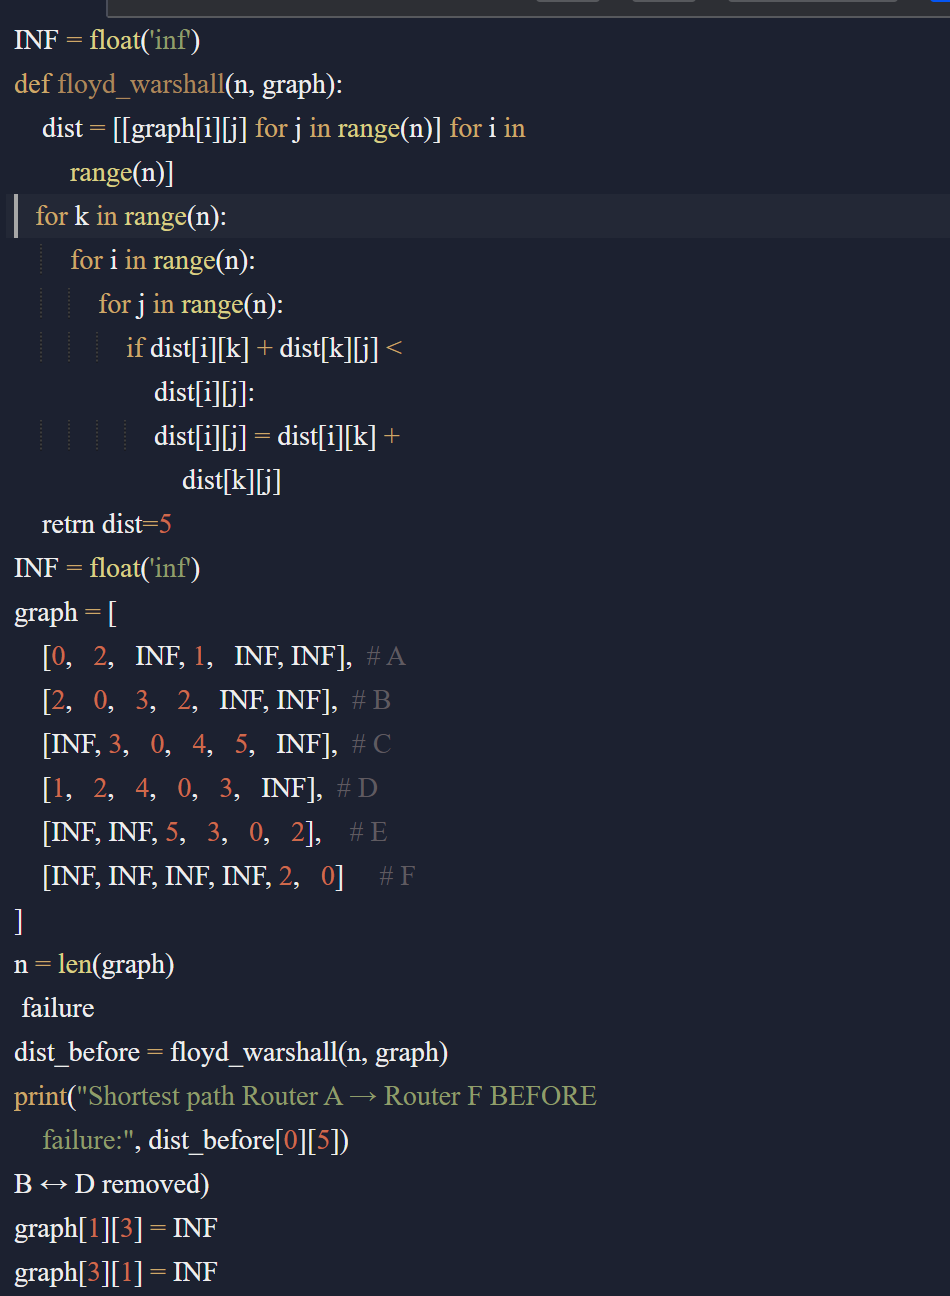 INF = float('inf')
def floyd_warshall(n, graph):
dist = [[graph[i][j] for j in range(n)] for i in
range(n)]
for k in range(n):
for i in range(n):
for j in range(n):
if dist[i][k] + dist[k][j] <
dist[i][j]:
dist[i][j] = dist[i][k] +
dist[k][j]
retrn dist=5
INF = float('inf')
graph = [
[0, 2, INF, 1, INF, INF], # A
[2, 0, 3, 2, INF, INF], # B
[INF, 3, 0, 4, 5, INF], # C
[1, 2, 4, 0, 3, INF], # D
[INF, INF, 5, 3, 0, 2], # E
[INF, INF, INF, INF, 2, 0] # F
]
n = len(graph)
failure
dist_before = floyd_warshall(n, graph)
print("Shortest path Router A → Router F BEFORE
failure:", dist_before[0][5])
B ↔ D removed)
graph[1][3] = INF
graph[3][1] = INF